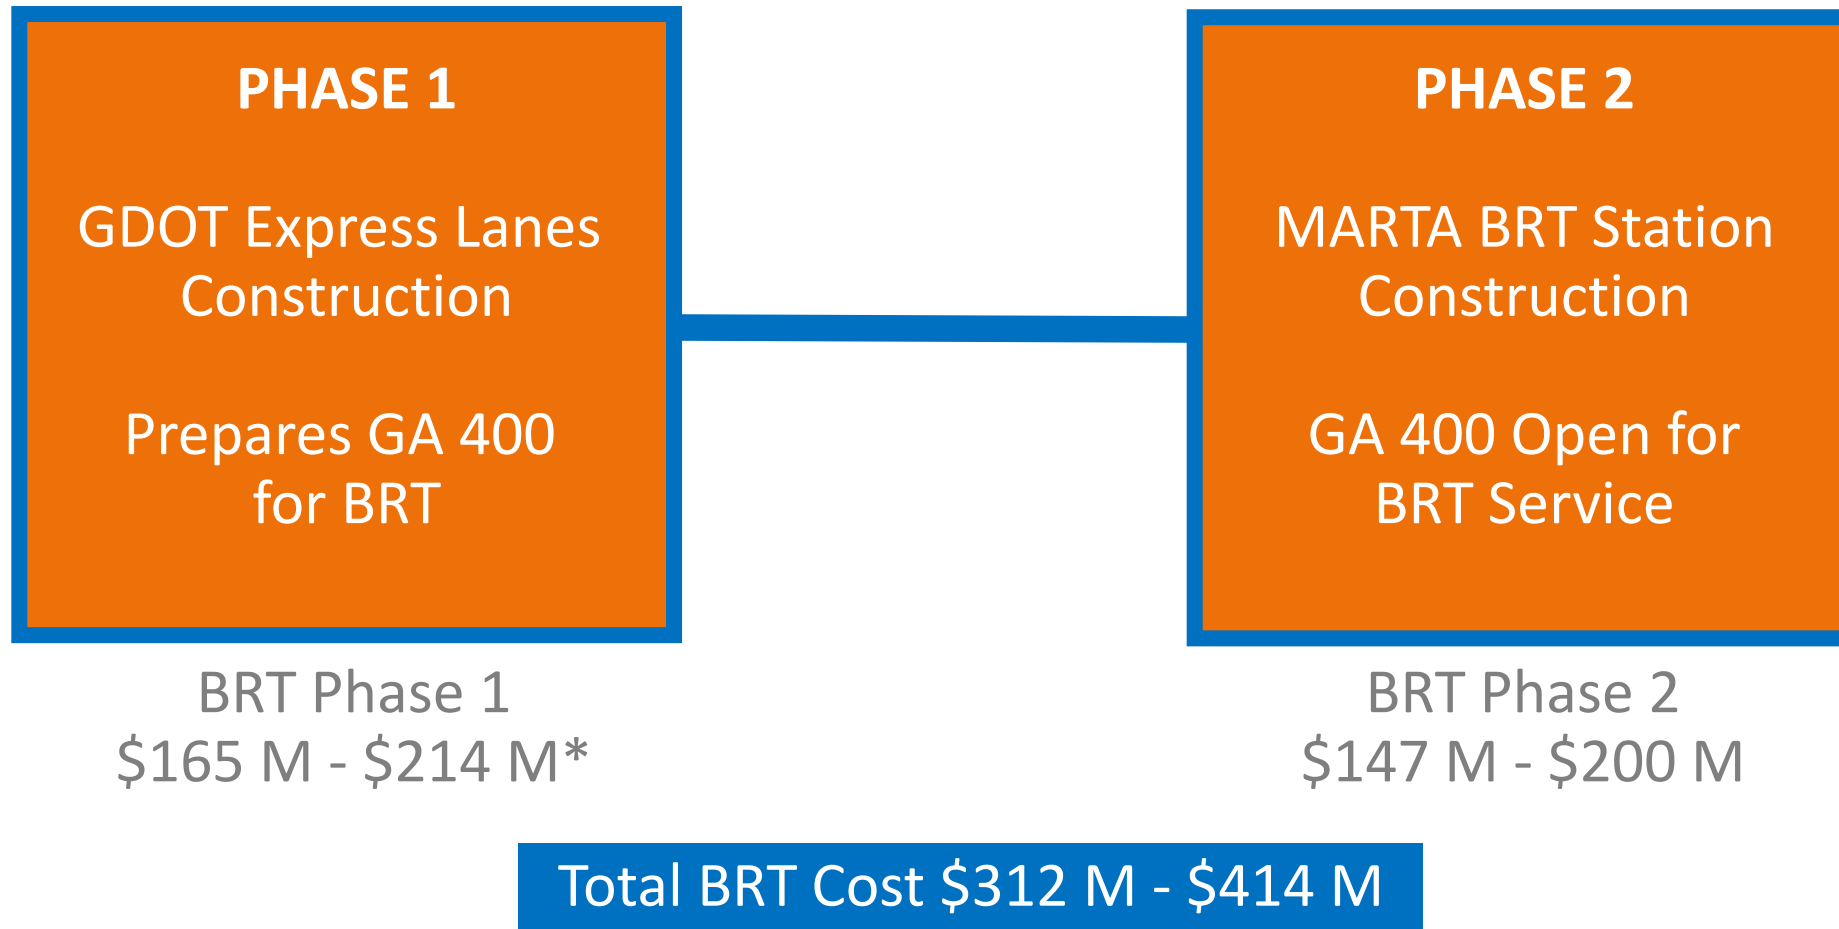 PHASE 1
GDOT Express Lanes
Construction
Prepares GA 400
for BRT
BRT Phase 1
$165 M - $214 M*
PHASE 2
MARTA BRT Station
Construction
GA 400 Open for
BRT Service
BRT Phase 2
$147 M - $200 M
Total BRT Cost $312 M - $414 M